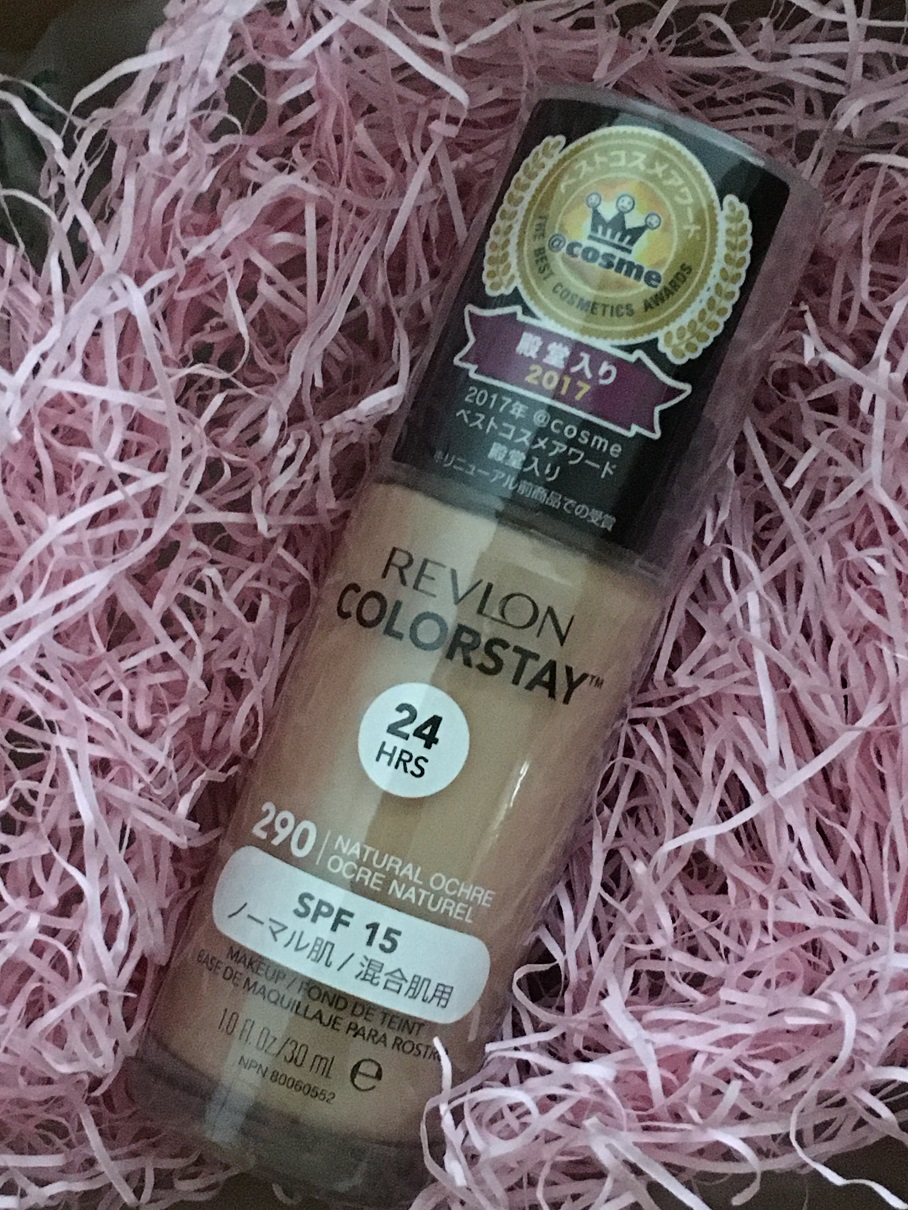 ベストコスメアワード
@cosme
THE BEST COSMETICS AWARDS
殿堂入り
2017
2017年 @cosme
ベストコスメアワード
殿堂入り
※リニューアル前商品での受賞
REVLON
COLORSTAY™
24
HRS
290 | NATURAL OCHRE
OCRE NATUREL
SPF 15
ノーマル肌 / 混合肌用
MAKEUP / FOND DE TEINT
BASE DE MAQUILLAJE PARA ROSTRO
1.0 fl. Oz/30 ml e
NPN 80060552